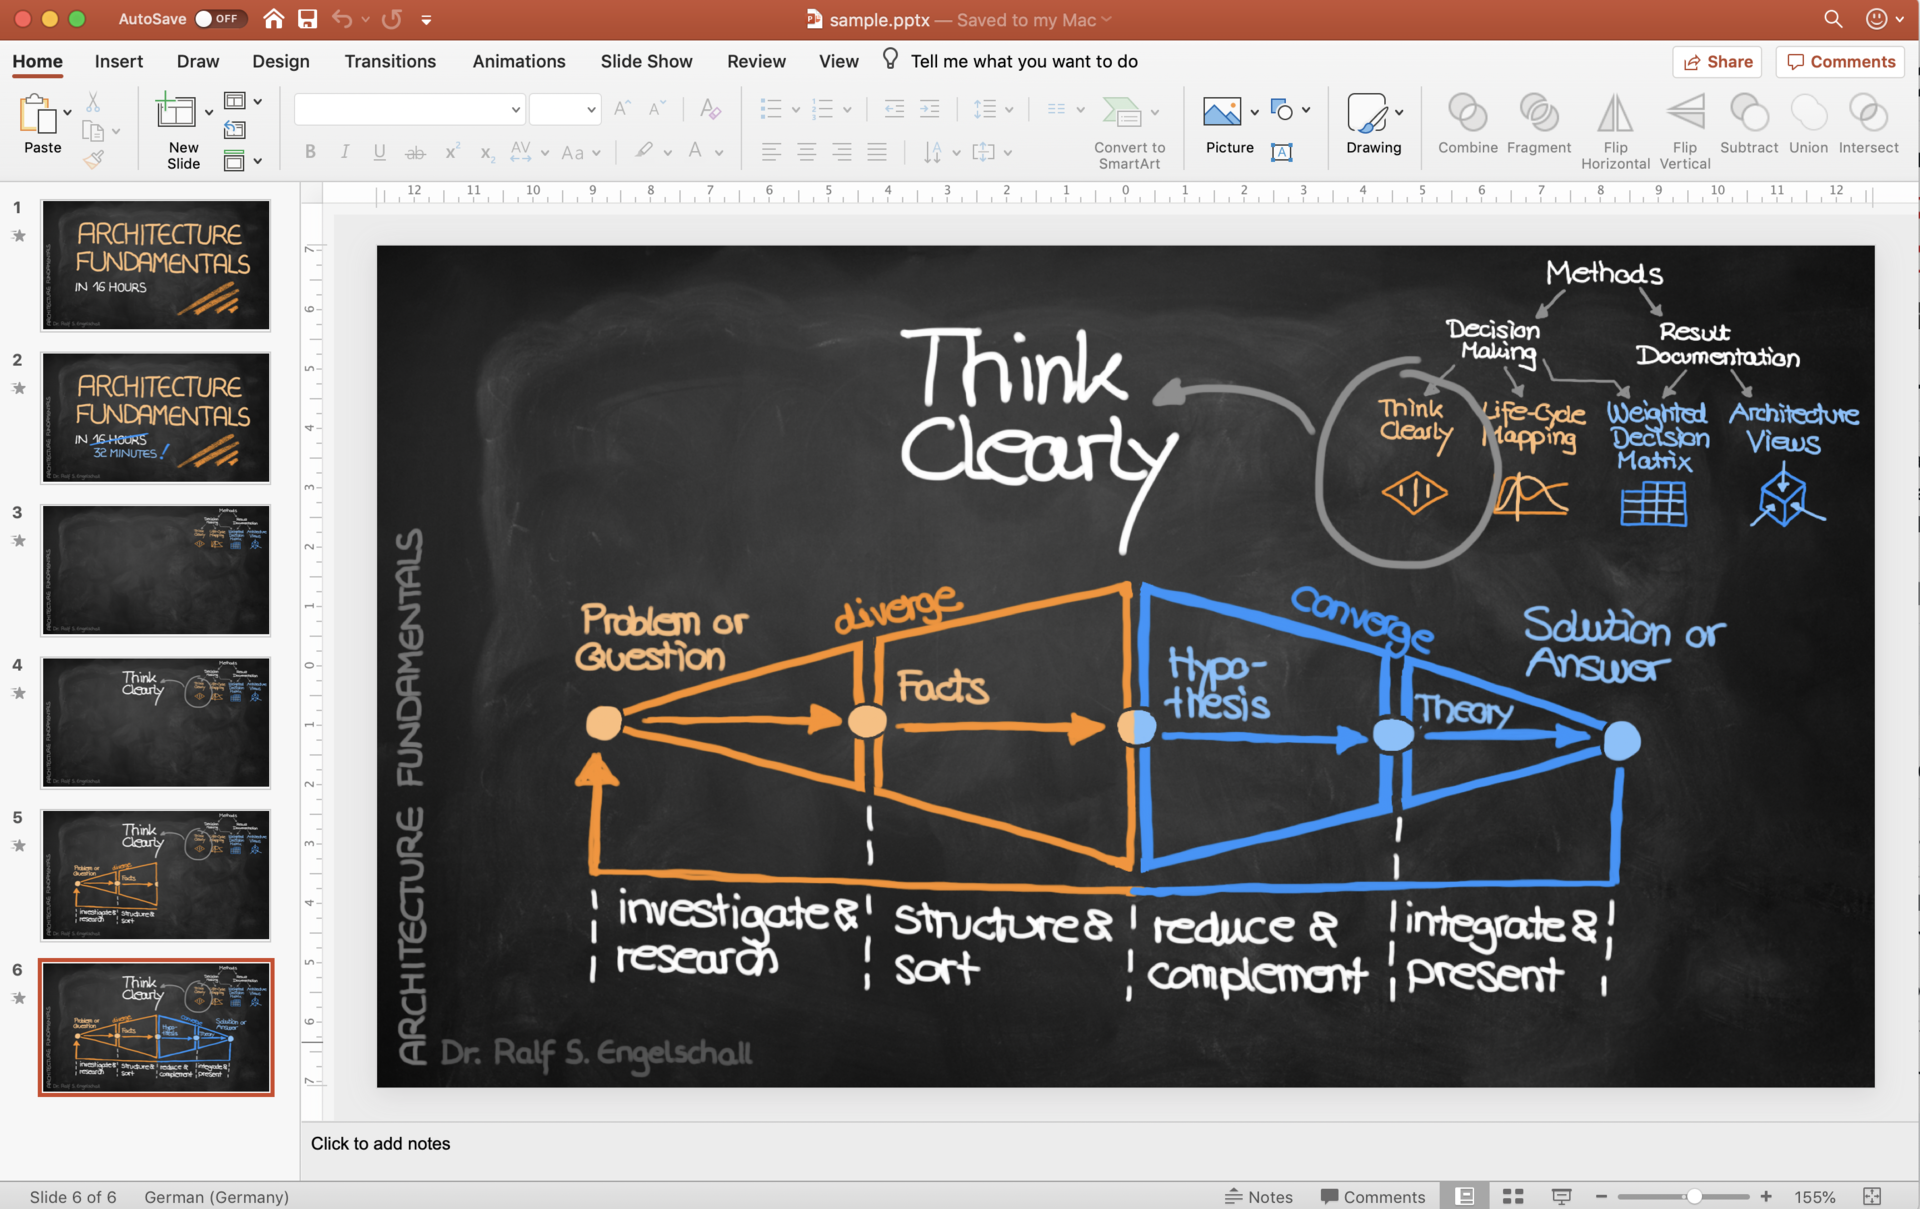 AutoSave OFF
sample.pptx — Saved to my Mac
Home Insert Draw Design Transitions Animations Slide Show Review View Tell me what you want to do Share Comments
Paste
New
Slide
Convert to
SmartArt
Picture
Drawing
Combine Fragment Flip
Horizontal Flip
Vertical Subtract Union Intersect
12 11 10 9 8 7 6 5 4 3 2 1 0 1 2 3 4 5 6 7 8 9 10 11 12
1
ARCHITECTURE
FUNDAMENTALS
IN 16 HOURS
2
ARCHITECTURE
FUNDAMENTALS
IN 16 HOURS
32 MINUTES!
3
4
Think
Clearly
5
Think
Clearly
6
Think
Clearly
Methods
Decision
Making
Result
Documentation
Think
Clearly
Life-Cycle
Mapping
Weighted
Decision
Matrix
Architecture
Views
Think
Clearly
Problem or
Question
diverge
Facts
converge
Hypo-
thesis
Theory
Solution or
Answer
investigate &
research
structure &
sort
reduce &
complement
integrate &
present
ARCHITECTURE FUNDAMENTALS
Dr. Ralf S. Engelschall
Click to add notes
Slide 6 of 6 German (Germany) Notes Comments 155%